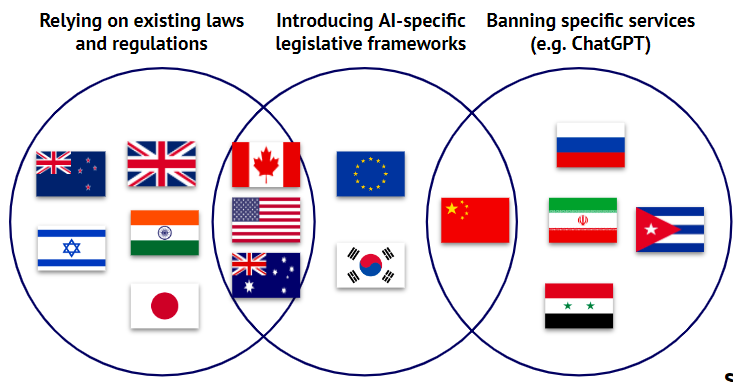 Relying on existing laws
and regulations
Introducing AI-specific
legislative frameworks
Banning specific services
(e.g. ChatGPT)